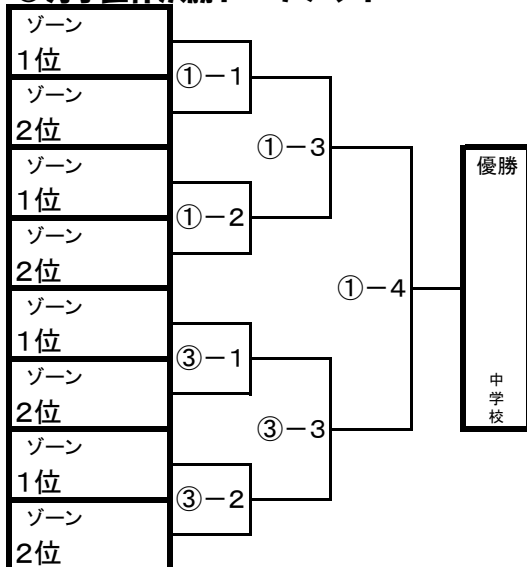 ゾーン
1位
ゾーン
2位
ゾーン
1位
ゾーン
2位
ゾーン
1位
ゾーン
2位
ゾーン
1位
ゾーン
2位
①－1
①－2
③－1
③－2
①－3
③－3
①－4
優勝
中学校